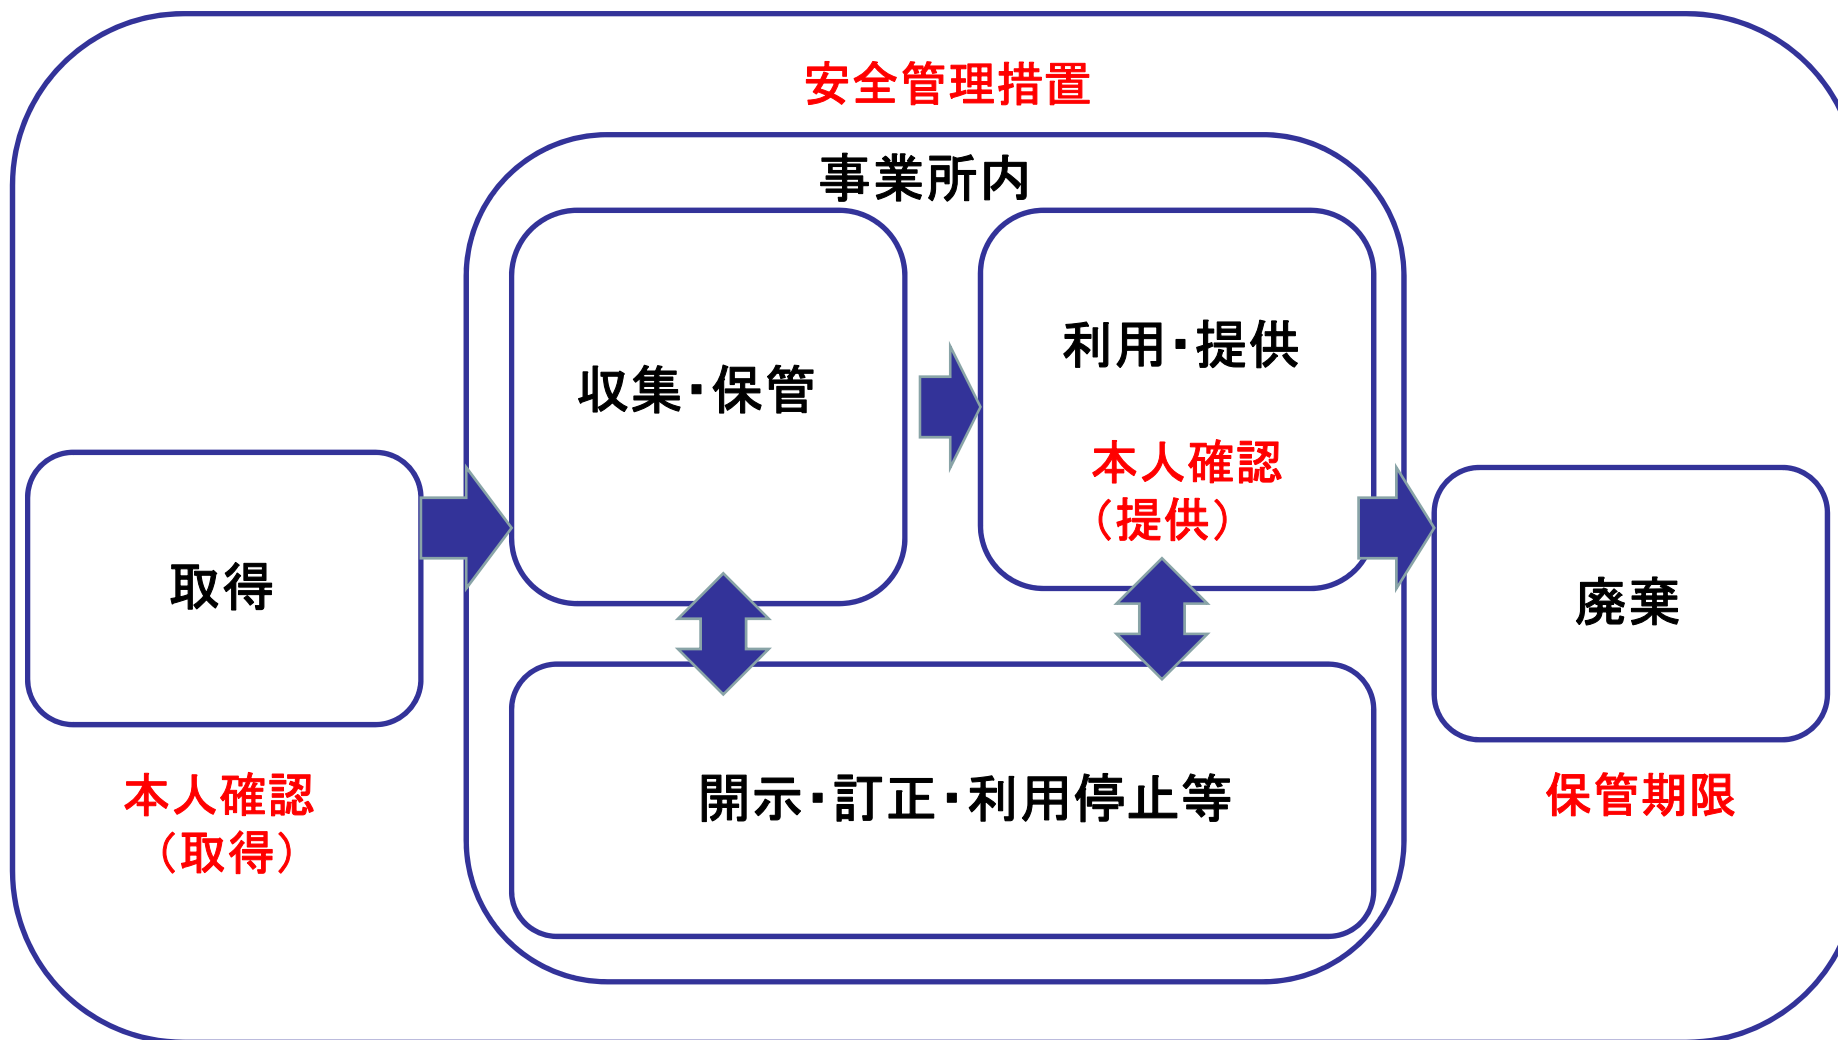 安全管理措置
事業所内
収集・保管
利用・提供
本人確認
（提供）
取得
廃棄
本人確認
（取得）
開示・訂正・利用停止等
保管期限